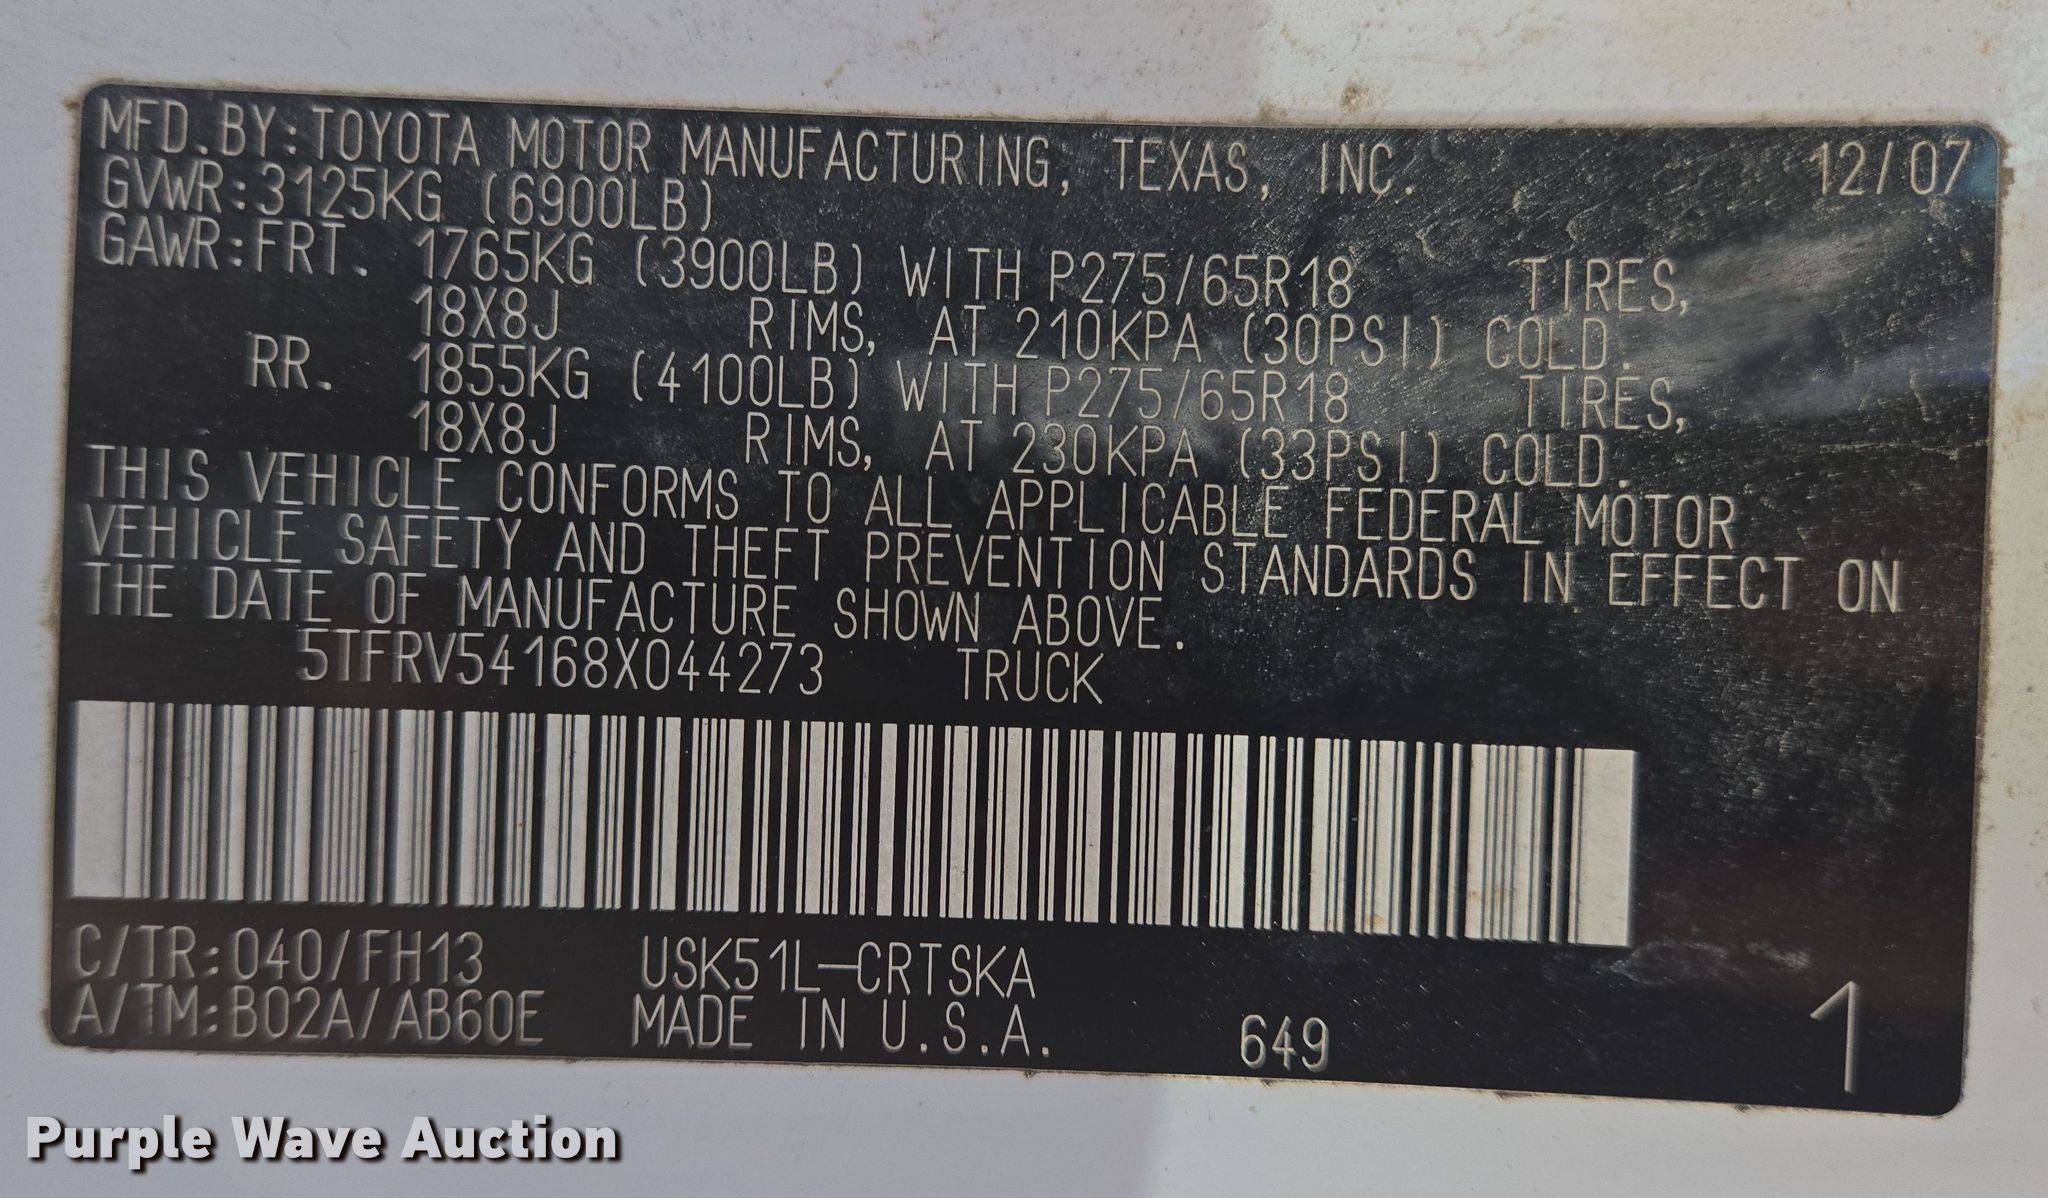 MFD.BY:TOYOTA MOTOR MANUFACTURING, TEXAS, INC. 12/07
GVWR:3125KG (6900LB)
GAWR:FRT. 1765KG (3900LB) WITH P275/65R18 TIRES,
18X8J RIMS, AT 210KPA (30PSI) COLD.
RR. 1855KG (4100LB) WITH P275/65R18 TIRES,
18X8J RIMS, AT 230KPA (33PSI) COLD.
THIS VEHICLE CONFORMS TO ALL APPLICABLE FEDERAL MOTOR
VEHICLE SAFETY AND THEFT PREVENTION STANDARDS IN EFFECT ON
THE DATE OF MANUFACTURE SHOWN ABOVE.
5TFRV54168X044273 TRUCK
C/TR:040/FH13 USK51L-CRTSKA
A/TM:B02A/AB60E MADE IN U.S.A. 649 1
Purple Wave Auction